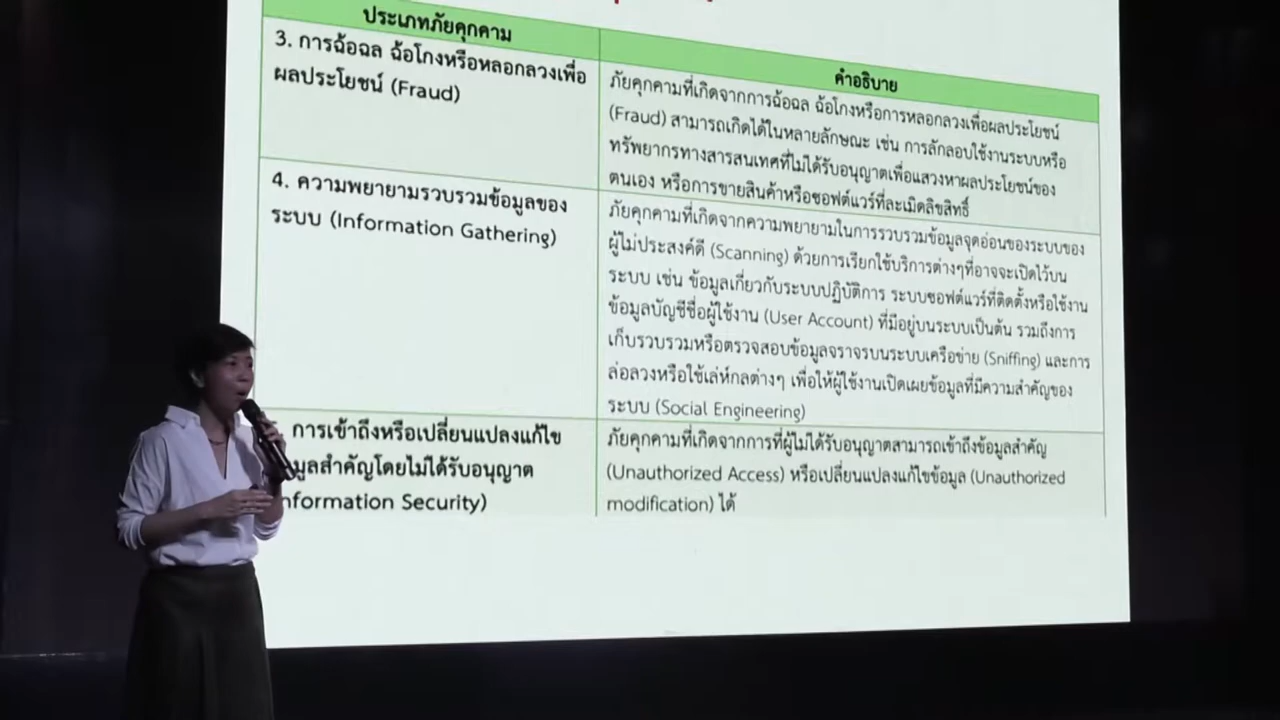 ประเภทภัยคุกคาม
คำอธิบาย
3. การฉ้อฉล ฉ้อโกงหรือหลอกลวงเพื่อ
ผลประโยชน์ (Fraud)
ภัยคุกคามที่เกิดจากการฉ้อฉล ฉ้อโกงหรือการหลอกลวงเพื่อผลประโยชน์
(Fraud) สามารถเกิดได้ในหลายลักษณะ เช่น การลักลอบใช้งานระบบหรือ
ทรัพยากรทางสารสนเทศที่ไม่ได้รับอนุญาตเพื่อแสวงหาผลประโยชน์ของ
ตนเอง หรือการขายสินค้าหรือซอฟต์แวร์ที่ละเมิดลิขสิทธิ์
4. ความพยายามรวบรวมข้อมูลของ
ระบบ (Information Gathering)
ภัยคุกคามที่เกิดจากความพยายามในการรวบรวมข้อมูลจุดอ่อนของระบบของ
ผู้ไม่ประสงค์ดี (Scanning) ด้วยการเรียกใช้บริการต่างๆที่อาจจะเปิดไว้บน
ระบบ เช่น ข้อมูลเกี่ยวกับระบบปฏิบัติการ ระบบซอฟต์แวร์ที่ติดตั้งหรือใช้งาน
ข้อมูลบัญชีชื่อผู้ใช้งาน (User Account) ที่มีอยู่บนระบบเป็นต้น รวมถึงการ
เก็บรวบรวมหรือตรวจสอบข้อมูลจราจรบนระบบเครือข่าย (Sniffing) และการ
ล่อลวงหรือใช้เล่ห์กลต่างๆ เพื่อให้ผู้ใช้งานเปิดเผยข้อมูลที่มีความสำคัญของ
ระบบ (Social Engineering)
การเข้าถึงหรือเปลี่ยนแปลงแก้ไข
มูลสำคัญโดยไม่ได้รับอนุญาต
nformation Security)
ภัยคุกคามที่เกิดจากการที่ผู้ไม่ได้รับอนุญาตสามารถเข้าถึงข้อมูลสำคัญ
(Unauthorized Access) หรือเปลี่ยนแปลงแก้ไขข้อมูล (Unauthorized
modification) ได้